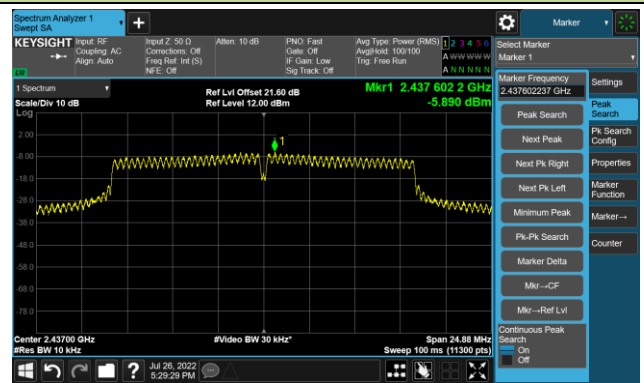 Spectrum Analyzer 1
Swept SA
+
Marker
KEYSIGHT
Input: RF
Coupling: AC
Align: Auto
Input Z: 50 Ω
Corrections: Off
Freq Ref: Int (S)
NFE: Off
Atten: 10 dB
PNO: Fast
Gate: Off
IF Gain: Low
Sig Track: Off
Avg Type: Power (RMS)
Avg|Hold: 100/100
Trig: Free Run
1 2 3 4 5 6
A W W W W W
A N N N N N
LV
1 Spectrum
Scale/Div 10 dB
Log
Ref Lvl Offset 21.60 dB
Ref Level 12.00 dBm
Mkr1 2.437 602 2 GHz
-5.890 dBm
1
2.00
-8.00
-18.0
-28.0
-38.0
-48.0
-58.0
-68.0
-78.0
Center 2.43700 GHz
#Res BW 10 kHz
#Video BW 30 kHz*
Span 24.88 MHz
Sweep 100 ms (11300 pts)
Jul 26, 2022
5:29:29 PM
?
Select Marker
Marker 1
Marker Frequency
2.437602237 GHz
Peak Search
Next Peak
Next Pk Right
Next Pk Left
Minimum Peak
Pk-Pk Search
Marker Delta
Mkr→CF
Mkr→Ref Lvl
Continuous Peak
Search
On
Off
Settings
Peak
Search
Pk Search
Config
Properties
Marker
Function
Marker→
Counter